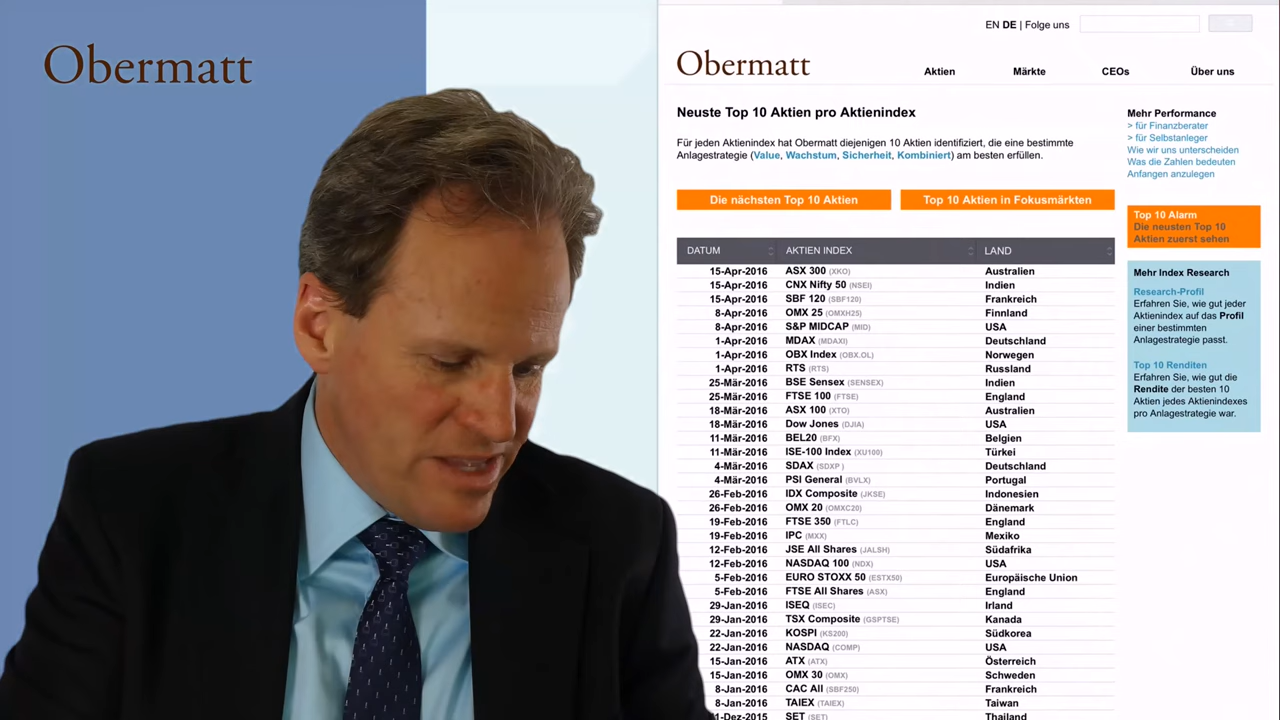 Obermatt
EN DE | Folge uns
Obermatt
Aktien Märkte CEOs Über uns
Neuste Top 10 Aktien pro Aktienindex
Für jeden Aktienindex hat Obermatt diejenigen 10 Aktien identifiziert, die eine bestimmte
Anlagestrategie (Value, Wachstum, Sicherheit, Kombiniert) am besten erfüllen.
Die nächsten Top 10 Aktien Top 10 Aktien in Fokusmärkten
DATUM AKTIEN INDEX LAND
15-Apr-2016 ASX 300 (XKO) Australien
15-Apr-2016 CNX Nifty 50 (NSEI) Indien
15-Apr-2016 SBF 120 (SBF120) Frankreich
8-Apr-2016 OMX 25 (OMXH25) Finnland
8-Apr-2016 S&P MIDCAP (MID) USA
1-Apr-2016 MDAX (MDAXI) Deutschland
1-Apr-2016 OBX Index (OBX.OL) Norwegen
1-Apr-2016 RTS (RTS) Russland
25-Mär-2016 BSE Sensex (SENSEX) Indien
25-Mär-2016 FTSE 100 (FTSE) England
18-Mär-2016 ASX 100 (XTO) Australien
18-Mär-2016 Dow Jones (DJIA) USA
11-Mär-2016 BEL20 (BFX) Belgien
11-Mär-2016 ISE-100 Index (XU100) Türkei
4-Mär-2016 SDAX (SDXP ) Deutschland
4-Mär-2016 PSI General (BVLX) Portugal
26-Feb-2016 IDX Composite (JKSE) Indonesien
26-Feb-2016 OMX 20 (OMXC20) Dänemark
19-Feb-2016 FTSE 350 (FTLC) England
19-Feb-2016 IPC (MXX) Mexiko
12-Feb-2016 JSE All Shares (JALSH) Südafrika
12-Feb-2016 NASDAQ 100 (NDX) USA
5-Feb-2016 EURO STOXX 50 (ESTX50) Europäische Union
5-Feb-2016 FTSE All Shares (ASX) England
29-Jan-2016 ISEQ (ISEC) Irland
29-Jan-2016 TSX Composite (GSPTSE) Kanada
22-Jan-2016 KOSPI (KS200) Südkorea
22-Jan-2016 NASDAQ (COMP) USA
15-Jan-2016 ATX (ATX) Österreich
15-Jan-2016 OMX 30 (OMX) Schweden
8-Jan-2016 CAC All (SBF250) Frankreich
8-Jan-2016 TAIEX (TAIEX) Taiwan
1-Dez-2015 SET (SET) Thailand
Mehr Performance
> für Finanzberater
> für Selbstanleger
Wie wir uns unterscheiden
Was die Zahlen bedeuten
Anfangen anzulegen
Top 10 Alarm
Die neusten Top 10
Aktien zuerst sehen
Mehr Index Research
Research-Profil
Erfahren Sie, wie gut jeder
Aktienindex auf das Profil
einer bestimmten
Anlagestrategie passt.
Top 10 Renditen
Erfahren Sie, wie gut die
Rendite der besten 10
Aktien jedes Aktienindexes
pro Anlagestrategie war.